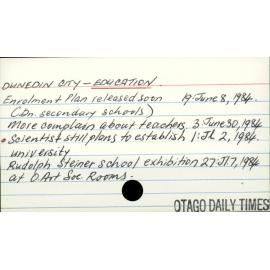 DUNEDIN CITY - EDUCATION.
Enrolment Plan released soon 19: June 8, 1984.
(Dn. secondary schools)
More complain about teachers. 3: June 30, 1984
Scientist still plans to establish 1: Jl 2, 1984.
university
Rudolph Steiner school exhibition 27: Jl 7, 1984
at O Art Soc. Rooms.
OTAGO DAILY TIMES